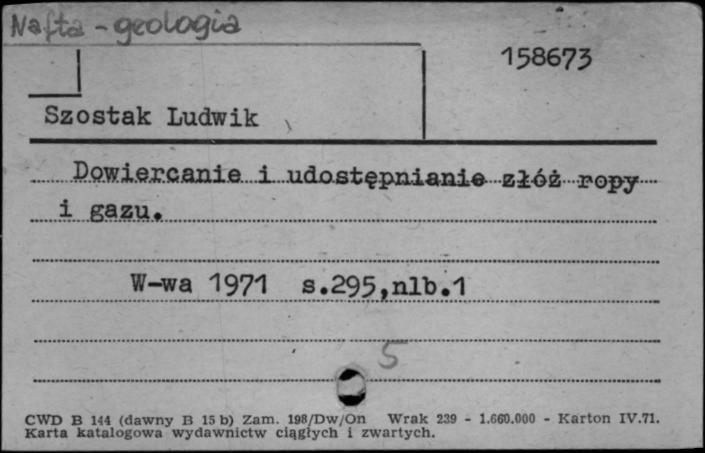 Nafta - geologia
158673
Szostak Ludwik
Dowiercanie i udostępnianie złóż ropy
i gazu.
W-wa 1971 s.295,nlb.1
5
CWD B 144 (dawny B 15 b) Zam. 198/Dw/On Wrak 239 - 1.660.000 - Karton IV.71.
Karta katalogowa wydawnictw ciągłych i zwartych.